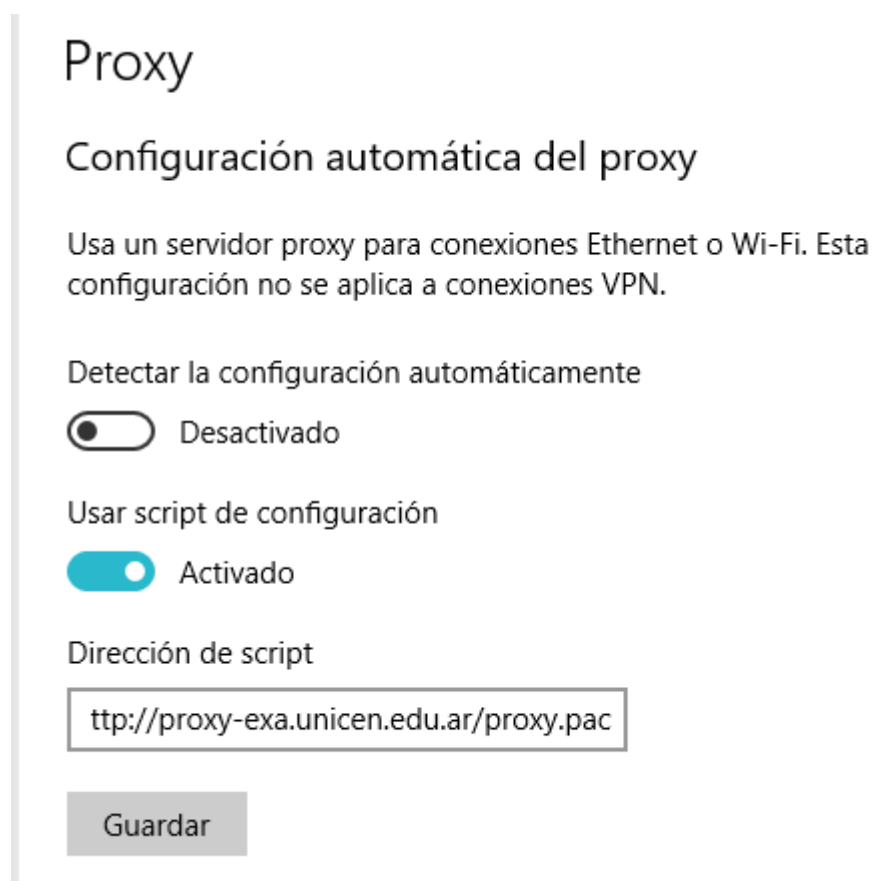 Proxy
Configuración automática del proxy
Usa un servidor proxy para conexiones Ethernet o Wi-Fi. Esta
configuración no se aplica a conexiones VPN.
Detectar la configuración automáticamente
Desactivado
Usar script de configuración
Activado
Dirección de script
ttp://proxy-exa.unicen.edu.ar/proxy.pac
Guardar